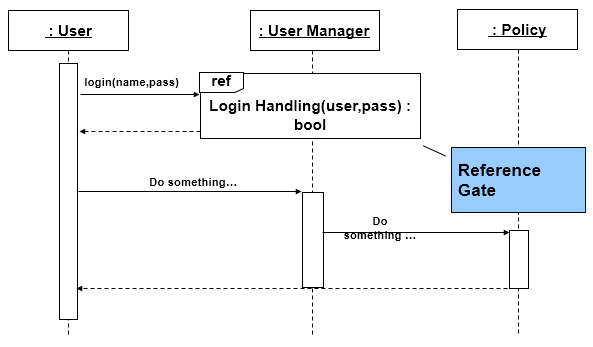 : User
: User Manager
: Policy
login(name,pass)
ref
Login Handling(user,pass) :
bool
Reference
Gate
Do something…
Do
something …